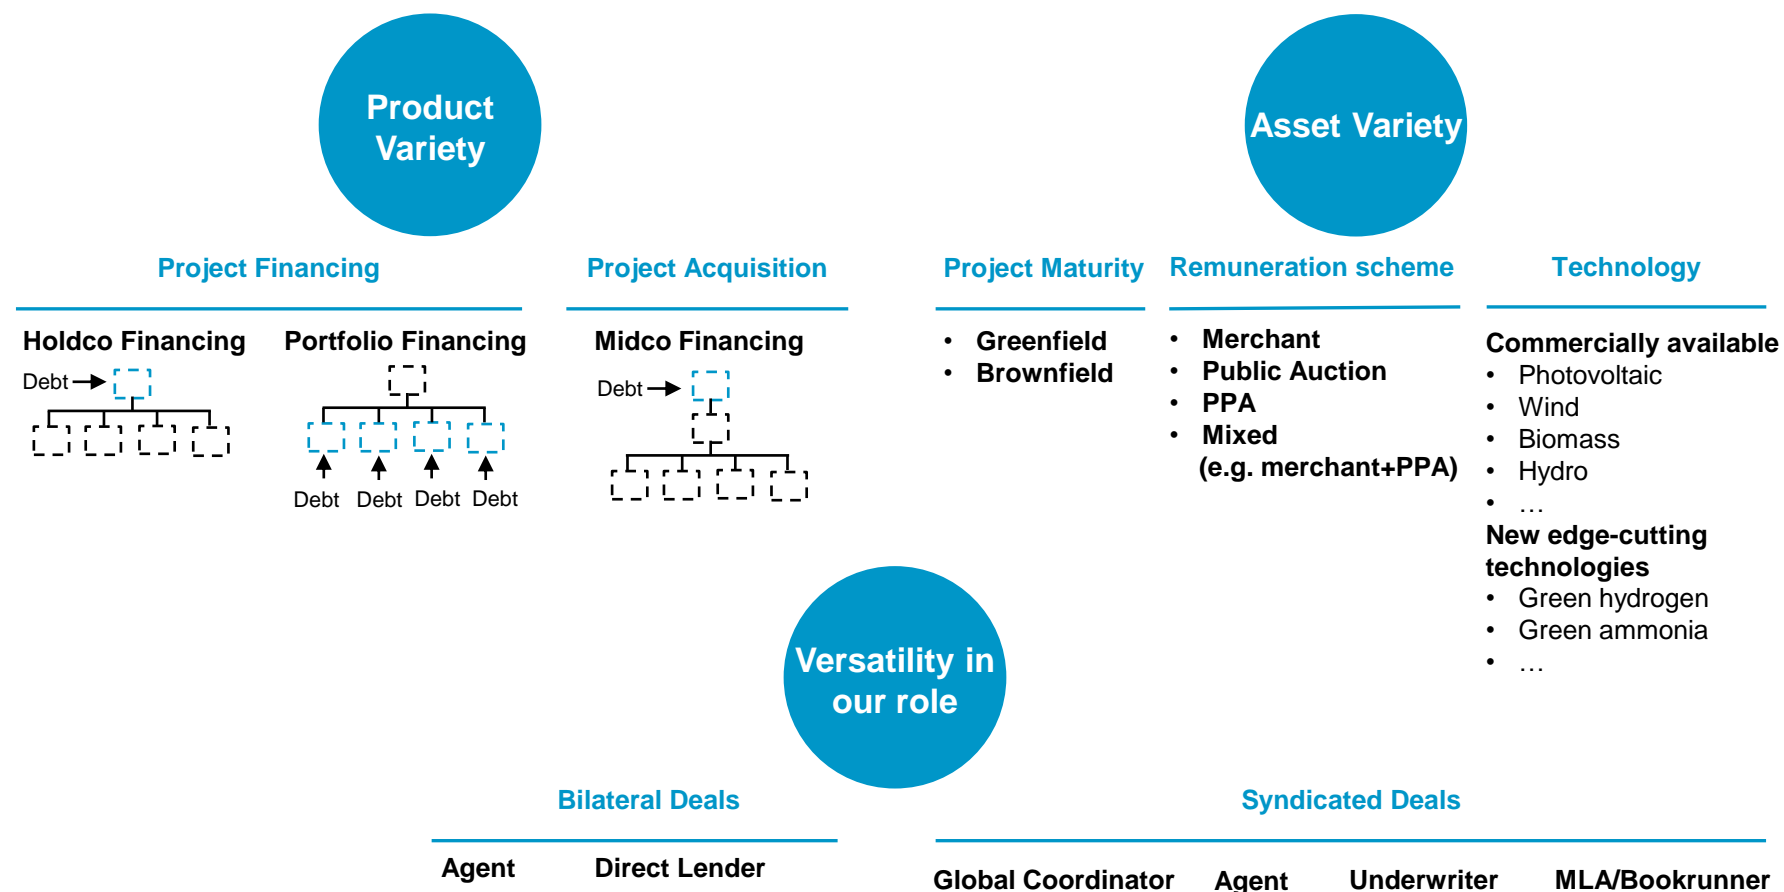 Product
Variety
Asset Variety
Project Financing
Project Acquisition
Project Maturity
Remuneration scheme
Technology
Holdco Financing
Debt
Portfolio Financing
Debt Debt Debt Debt
Midco Financing
Debt
• Greenfield
• Brownfield
• Merchant
• Public Auction
• PPA
• Mixed
(e.g. merchant+PPA)
Commercially available
• Photovoltaic
• Wind
• Biomass
• Hydro
• …
New edge-cutting
technologies
• Green hydrogen
• Green ammonia
• …
Versatility in
our role
Bilateral Deals
Agent Direct Lender
Syndicated Deals
Global Coordinator Agent Underwriter MLA/Bookrunner